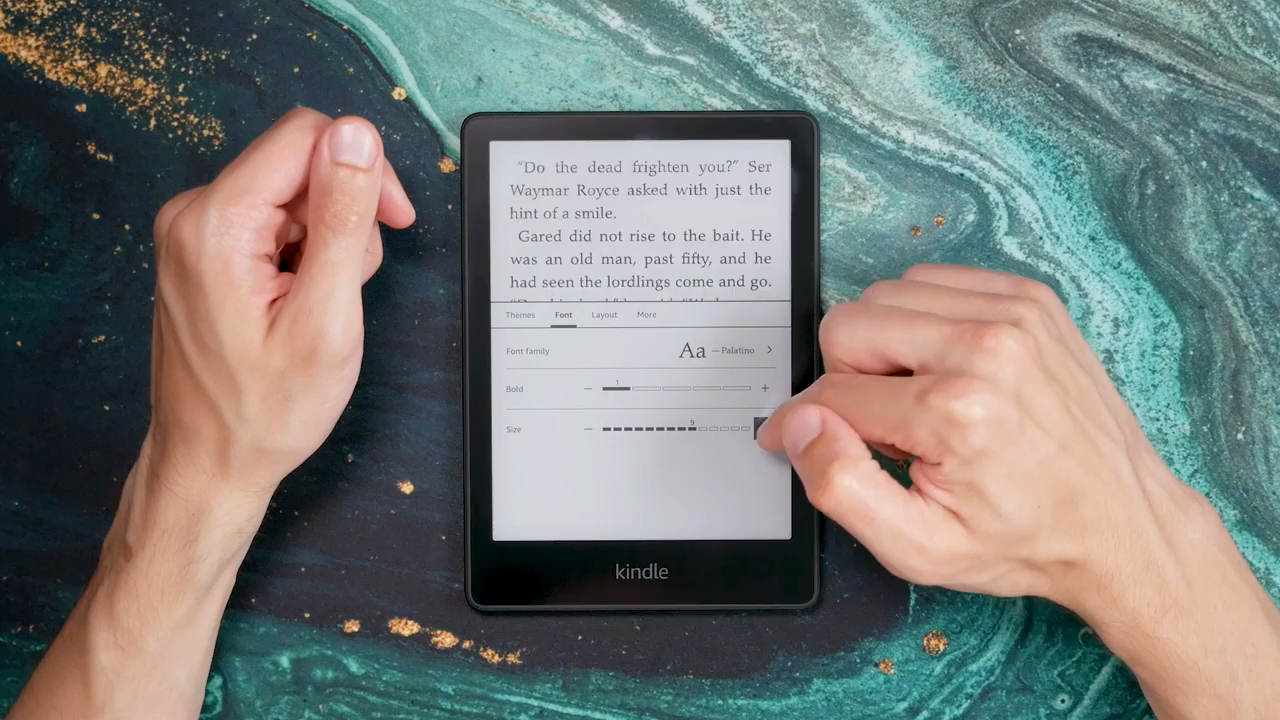 “Do the dead frighten you?” Ser
Waymar Royce asked with just the
hint of a smile.
Gared did not rise to the bait. He
was an old man, past fifty, and he
had seen the lordlings come and go.
Themes Font Layout More
Font family Aa —Palatino >
1
Bold − +
9
Size −
kindle